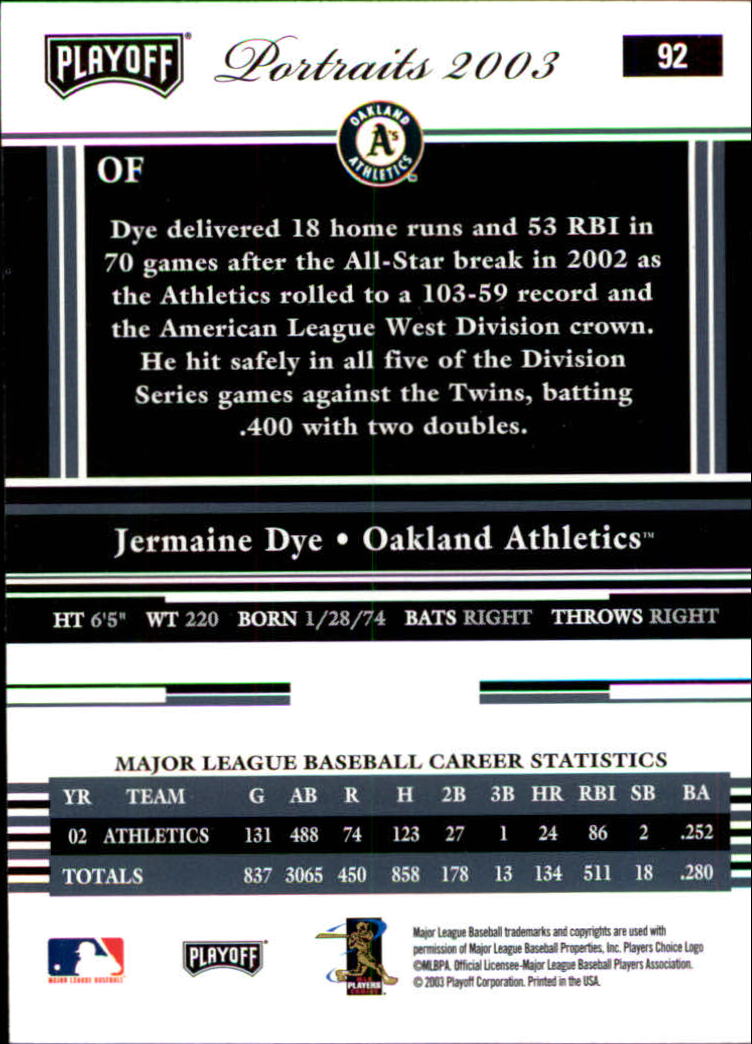 PLAYOFF®
Portraits 2003
92
OAKLAND
A's
ATHLETICS
OF
Dye delivered 18 home runs and 53 RBI in
70 games after the All-Star break in 2002 as
the Athletics rolled to a 103-59 record and
the American League West Division crown.
He hit safely in all five of the Division
Series games against the Twins, batting
.400 with two doubles.
Jermaine Dye • Oakland Athletics™
HT 6'5" WT 220 BORN 1/28/74 BATS RIGHT THROWS RIGHT
MAJOR LEAGUE BASEBALL CAREER STATISTICS
YR TEAM G AB R H 2B 3B HR RBI SB BA
02 ATHLETICS 131 488 74 123 27 1 24 86 2 .252
TOTALS 837 3065 450 858 178 13 134 511 18 .280
Major League Baseball trademarks and copyrights are used with
permission of Major League Baseball Properties, Inc. Players Choice Logo
©MLBPA. Official Licensee-Major League Baseball Players Association.
© 2003 Playoff Corporation. Printed in the USA.
MAJOR LEAGUE BASEBALL
PLAYOFF
MLB
PLAYERS
CHOICE